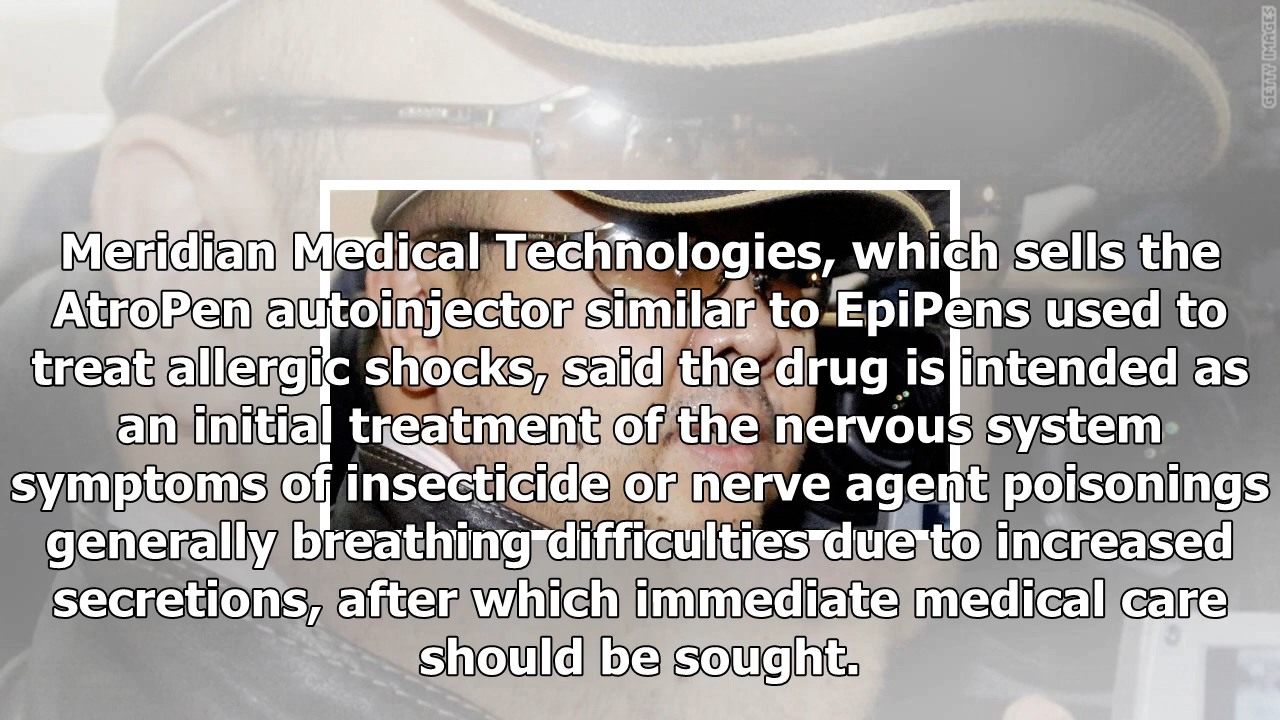 GETTY IMAGES
Meridian Medical Technologies, which sells the
AtroPen autoinjector similar to EpiPens used to
treat allergic shocks, said the drug is intended as
an initial treatment of the nervous system
symptoms of insecticide or nerve agent poisonings
generally breathing difficulties due to increased
secretions, after which immediate medical care
should be sought.